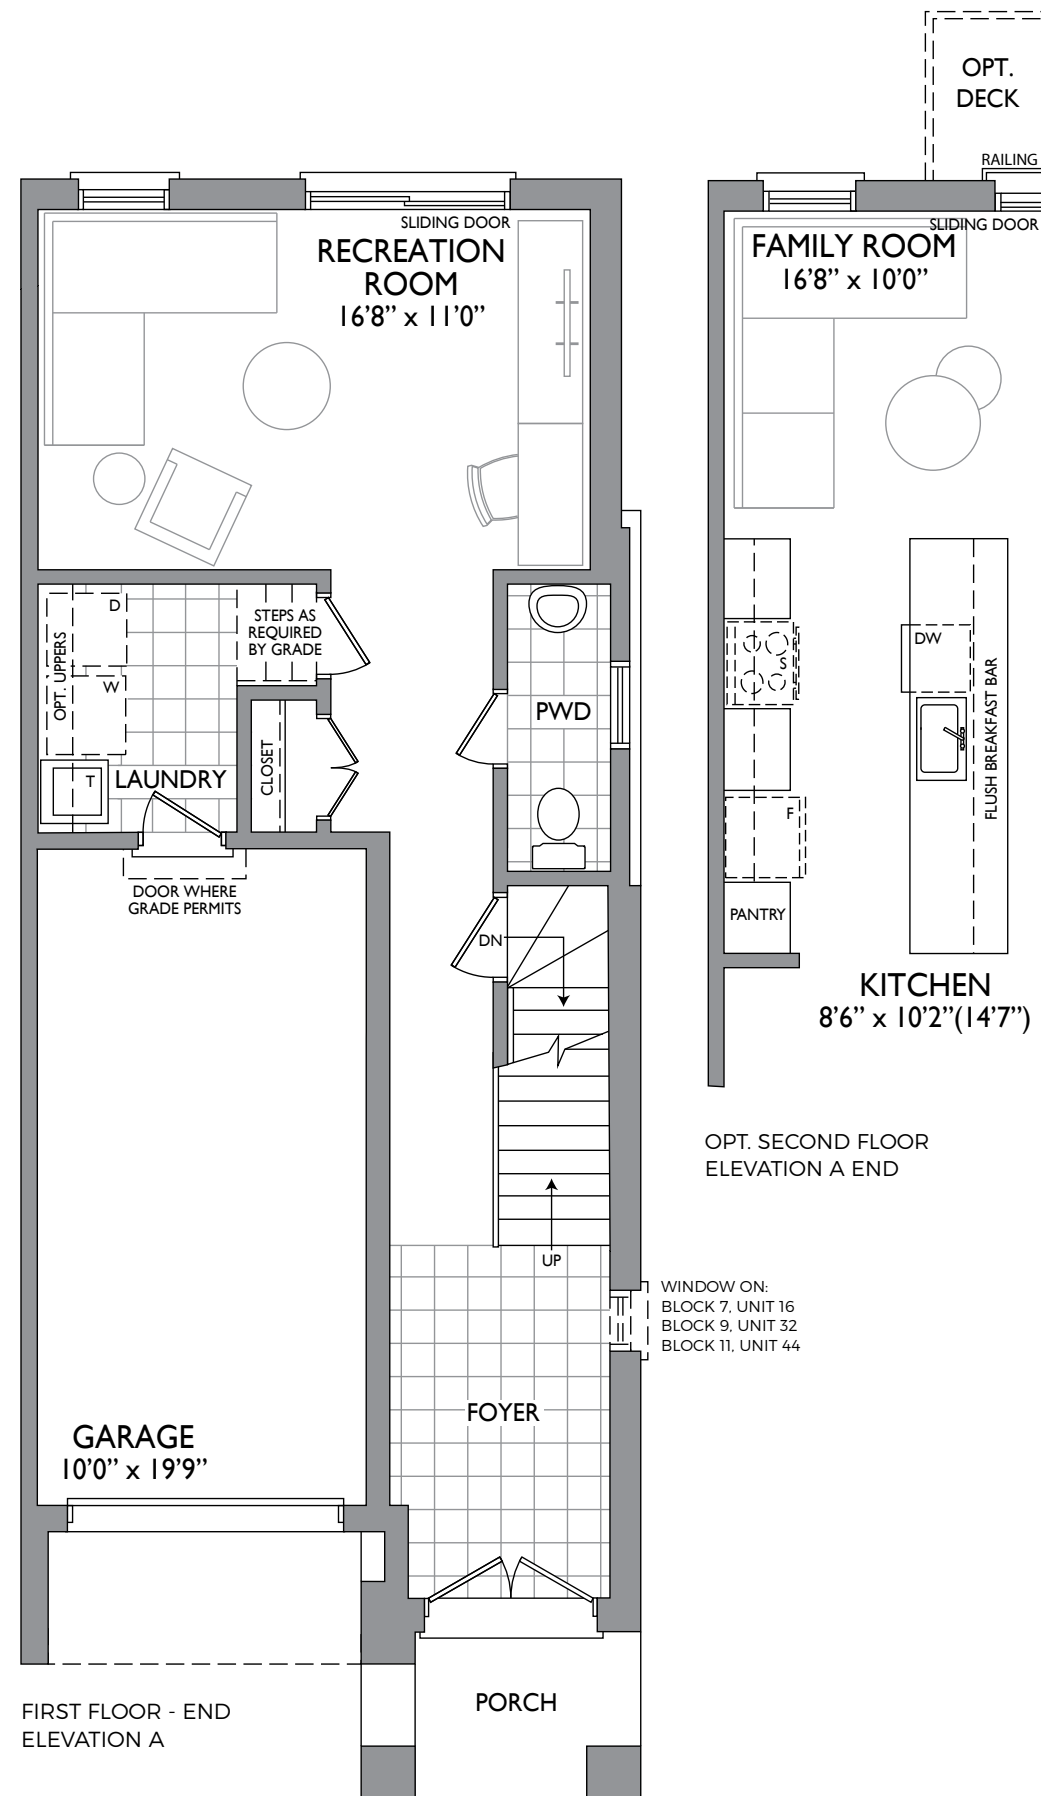 OPT.
DECK
RAILING
SLIDING DOOR
RECREATION
ROOM
16'8" x 11'0"
SLIDING DOOR
FAMILY ROOM
16'8" x 10'0"
D
W
T
OPT. UPPERS
STEPS AS
REQUIRED
BY GRADE
LAUNDRY
CLOSET
PWD
DOOR WHERE
GRADE PERMITS
DN
S
DW
FLUSH BREAKFAST BAR
F
PANTRY
KITCHEN
8'6" x 10'2"(14'7")
OPT. SECOND FLOOR
ELEVATION A END
UP
WINDOW ON:
BLOCK 7, UNIT 16
BLOCK 9, UNIT 32
BLOCK 11, UNIT 44
FOYER
GARAGE
10'0" x 19'9"
PORCH
FIRST FLOOR - END
ELEVATION A